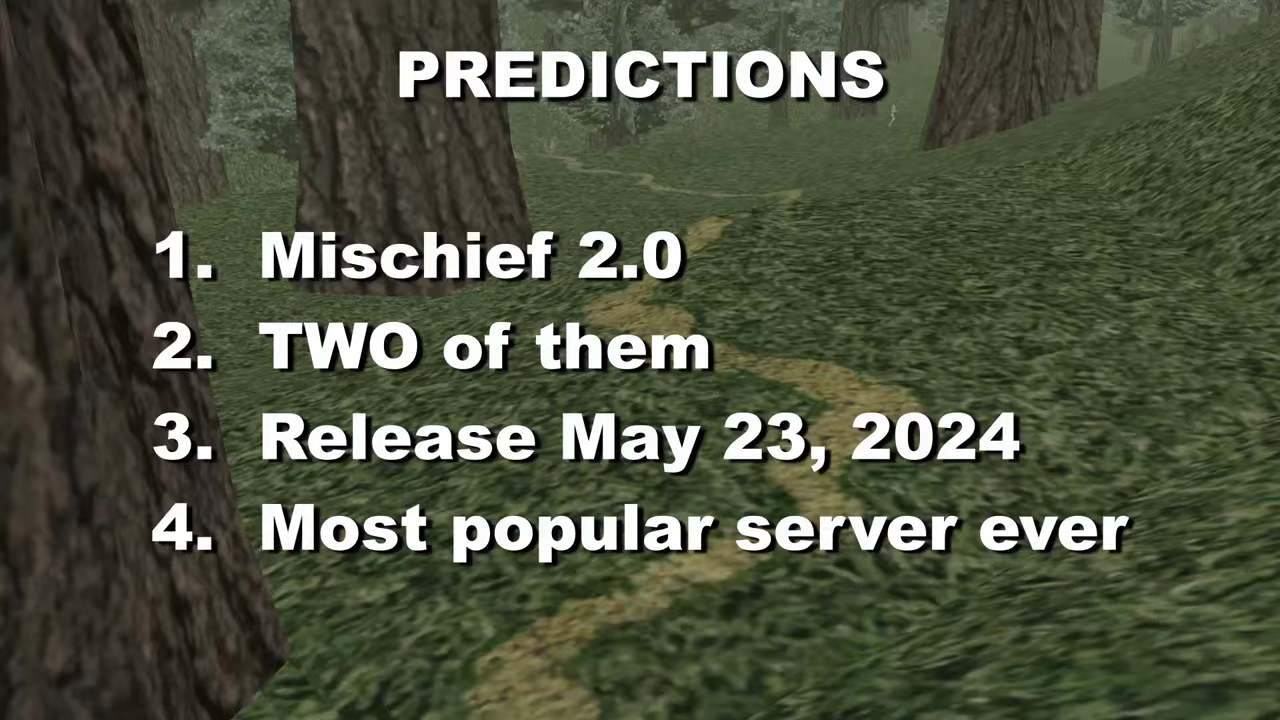 PREDICTIONS
1. Mischief 2.0
2. TWO of them
3. Release May 23, 2024
4. Most popular server ever